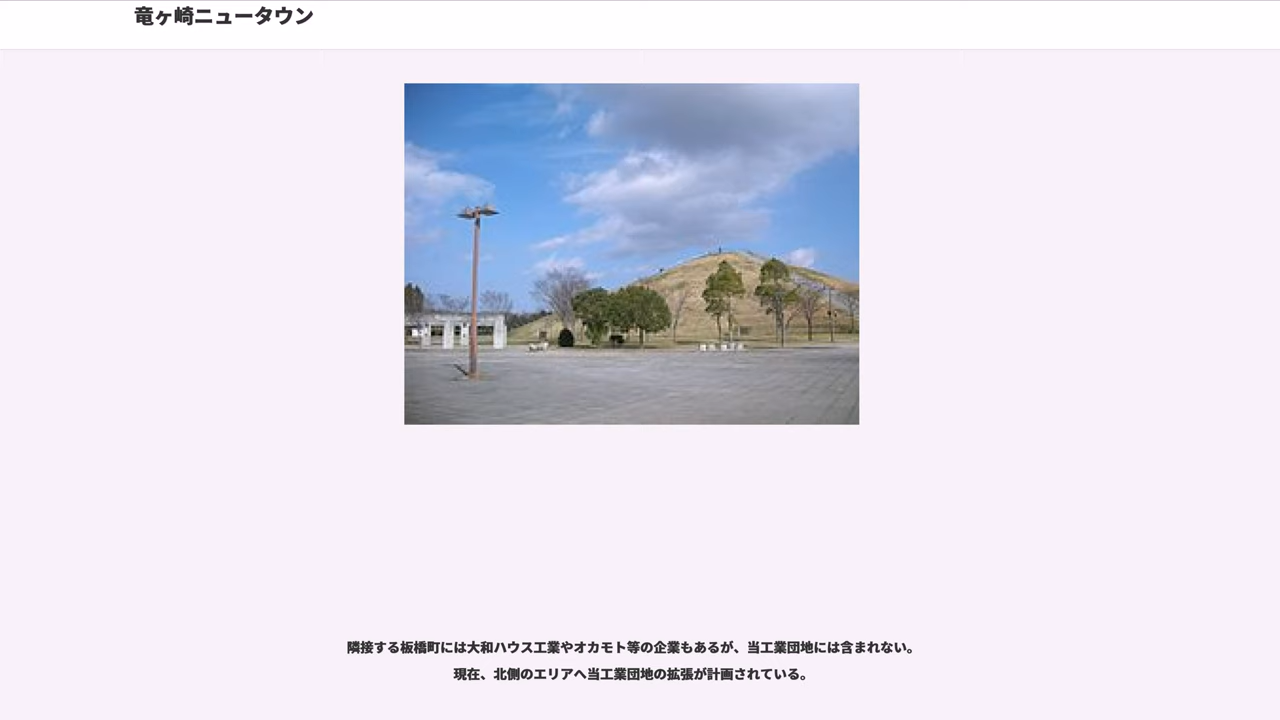 竜ヶ崎ニュータウン
隣接する板橋町には大和ハウス工業やオカモト等の企業もあるが、当工業団地には含まれない。
現在、北側のエリアへ当工業団地の拡張が計画されている。